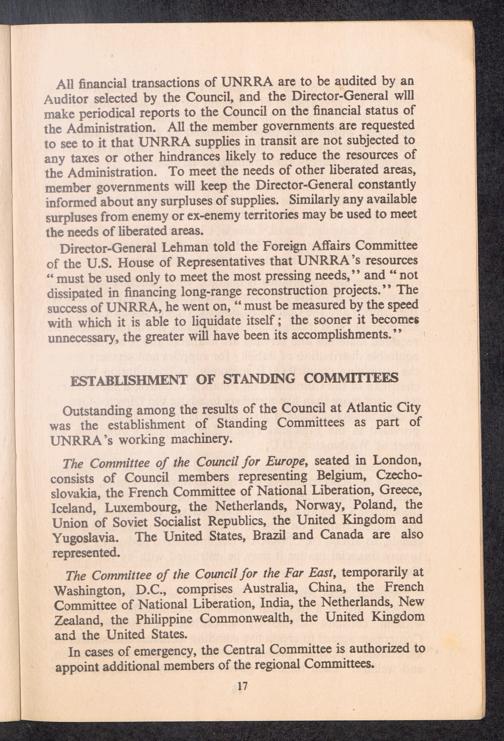 All financial transactions of UNRRA are to be audited by an
Auditor selected by the Council, and the Director-General will
make periodical reports to the Council on the financial status of
the Administration. All the member governments are requested
to see to it that UNRRA supplies in transit are not subjected to
any taxes or other hindrances likely to reduce the resources of
the Administration. To meet the needs of other liberated areas,
member governments will keep the Director-General constantly
informed about any surpluses of supplies. Similarly any available
surpluses from enemy or ex-enemy territories may be used to meet
the needs of liberated areas.
Director-General Lehman told the Foreign Affairs Committee
of the U.S. House of Representatives that UNRRA's resources
“ must be used only to meet the most pressing needs,” and “ not
dissipated in financing long-range reconstruction projects.” The
success of UNRRA, he went on, “ must be measured by the speed
with which it is able to liquidate itself ; the sooner it becomes
unnecessary, the greater will have been its accomplishments.”
ESTABLISHMENT OF STANDING COMMITTEES
Outstanding among the results of the Council at Atlantic City
was the establishment of Standing Committees as part of
UNRRA's working machinery.
The Committee of the Council for Europe, seated in London,
consists of Council members representing Belgium, Czecho-
slovakia, the French Committee of National Liberation, Greece,
Iceland, Luxembourg, the Netherlands, Norway, Poland, the
Union of Soviet Socialist Republics, the United Kingdom and
Yugoslavia. The United States, Brazil and Canada are also
represented.
The Committee of the Council for the Far East, temporarily at
Washington, D.C., comprises Australia, China, the French
Committee of National Liberation, India, the Netherlands, New
Zealand, the Philippine Commonwealth, the United Kingdom
and the United States.
In cases of emergency, the Central Committee is authorized to
appoint additional members of the regional Committees.
17